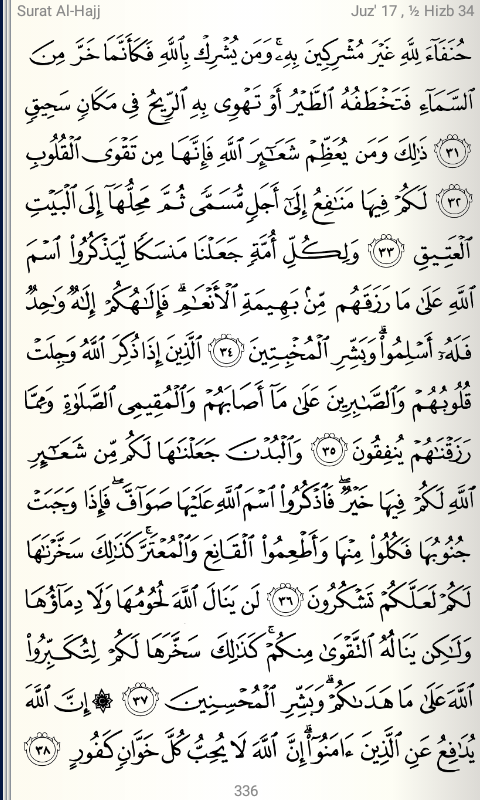 Surat Al-Hajj Juz' 17 , ½ Hizb 34
حُنَفَآءَ لِلَّهِ غَيْرَ مُشْرِكِينَ بِهِۦۚ وَمَن يُشْرِكْ بِٱللَّهِ فَكَأَنَّمَا خَرَّ مِنَ
ٱلسَّمَآءِ فَتَخْطَفُهُ ٱلطَّيْرُ أَوْ تَهْوِى بِهِ ٱلرِّيحُ فِى مَكَانٍ سَحِيقٍ
٣١ ذَٰلِكَ وَمَن يُعَظِّمْ شَعَـٰٓئِرَ ٱللَّهِ فَإِنَّهَا مِن تَقْوَى ٱلْقُلُوبِ
٣٢ لَكُمْ فِيهَا مَنَـٰفِعُ إِلَىٰٓ أَجَلٍ مُّسَمًّى ثُمَّ مَحِلُّهَآ إِلَى ٱلْبَيْتِ
ٱلْعَتِيقِ ٣٣ وَلِكُلِّ أُمَّةٍ جَعَلْنَا مَنسَكًا لِّيَذْكُرُوا۟ ٱسْمَ
ٱللَّهِ عَلَىٰ مَا رَزَقَهُم مِّنۢ بَهِيمَةِ ٱلْأَنْعَـٰمِۗ فَإِلَـٰهُكُمْ إِلَـٰهٌ وَٰحِدٌ
فَلَهُۥٓ أَسْلِمُوا۟ۗ وَبَشِّرِ ٱلْمُخْبِتِينَ ٣٤ ٱلَّذِينَ إِذَا ذُكِرَ ٱللَّهُ وَجِلَتْ
قُلُوبُهُمْ وَٱلصَّـٰبِرِينَ عَلَىٰ مَآ أَصَابَهُمْ وَٱلْمُقِيمِى ٱلصَّلَوٰةِ وَمِمَّا
رَزَقْنَـٰهُمْ يُنفِقُونَ ٣٥ وَٱلْبُدْنَ جَعَلْنَـٰهَا لَكُم مِّن شَعَـٰٓئِرِ
ٱللَّهِ لَكُمْ فِيهَا خَيْرٌۖ فَٱذْكُرُوا۟ ٱسْمَ ٱللَّهِ عَلَيْهَا صَوَآفَّۖ فَإِذَا وَجَبَتْ
جُنُوبُهَا فَكُلُوا۟ مِنْهَا وَأَطْعِمُوا۟ ٱلْقَانِعَ وَٱلْمُعْتَرَّۚ كَذَٰلِكَ سَخَّرْنَـٰهَا
لَكُمْ لَعَلَّكُمْ تَشْكُرُونَ ٣٦ لَن يَنَالَ ٱللَّهَ لُحُومُهَا وَلَا دِمَآؤُهَا
وَلَـٰكِن يَنَالُهُ ٱلتَّقْوَىٰ مِنكُمْۚ كَذَٰلِكَ سَخَّرَهَا لَكُمْ لِتُكَبِّرُوا۟
ٱللَّهَ عَلَىٰ مَا هَدَىٰكُمْۗ وَبَشِّرِ ٱلْمُحْسِنِينَ ٣٧ ۞ إِنَّ ٱللَّهَ
يُدَٰفِعُ عَنِ ٱلَّذِينَ ءَامَنُوٓا۟ۗ إِنَّ ٱللَّهَ لَا يُحِبُّ كُلَّ خَوَّانٍ كَفُورٍ ٣٨
336